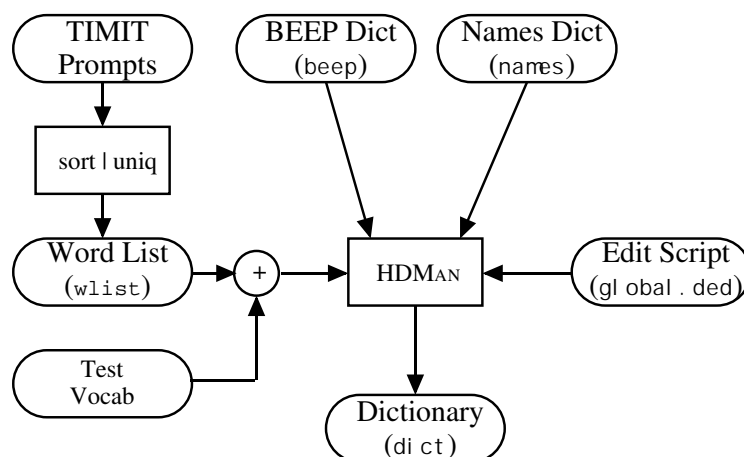 TIMIT
Prompts
BEEP Dict
(beep)
Names Dict
(names)
sort | uniq
Word List
(wlist)
+
HDMAN
Edit Script
(global.ded)
Test
Vocab
Dictionary
(dict)